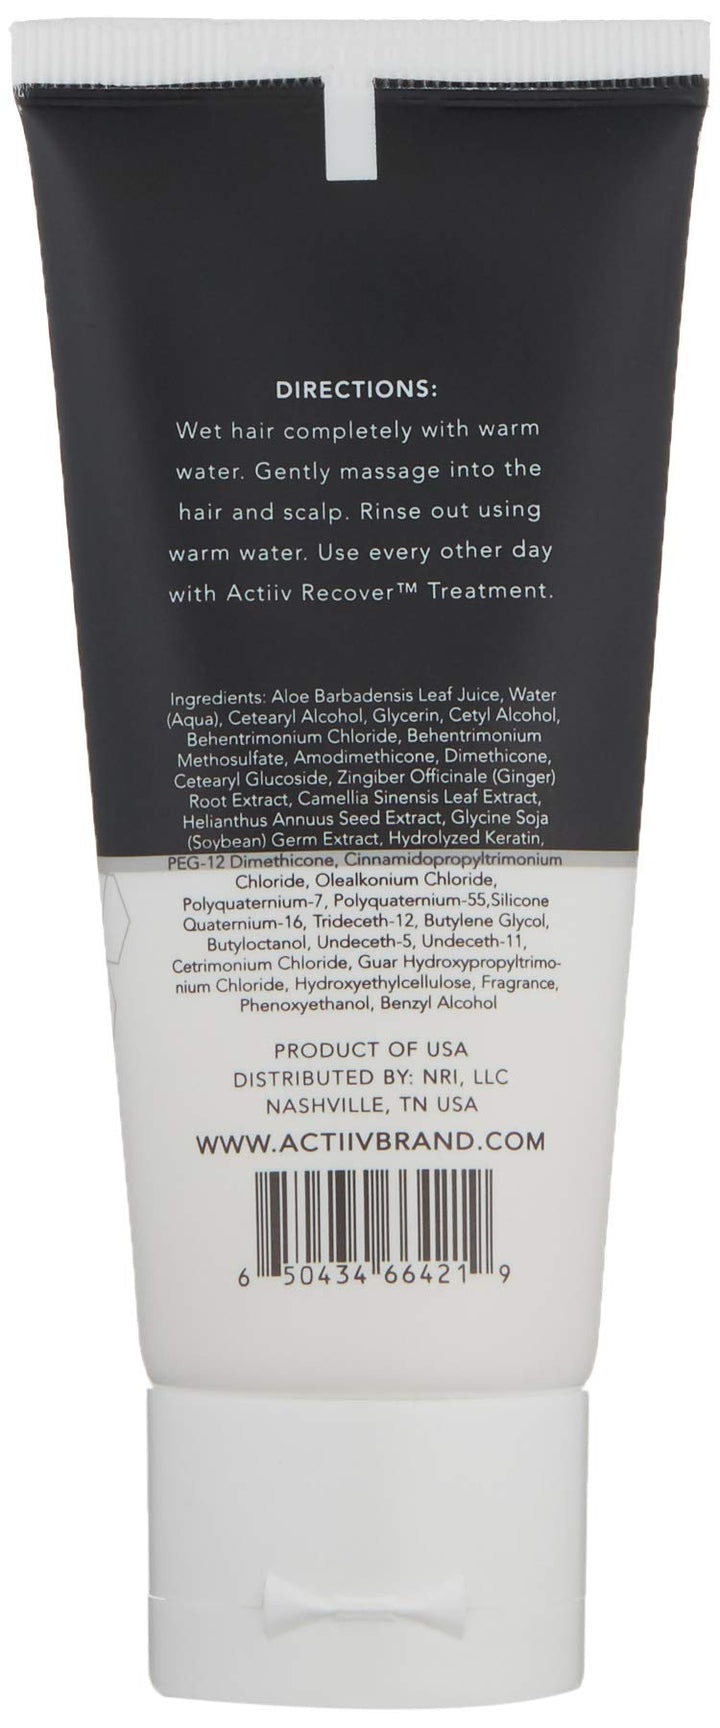 DIRECTIONS:
Wet hair completely with warm
water. Gently massage into the
hair and scalp. Rinse out using
warm water. Use every other day
with Actiiv Recover™ Treatment.
Ingredients: Aloe Barbadensis Leaf Juice, Water
(Aqua), Cetearyl Alcohol, Glycerin, Cetyl Alcohol,
Behentrimonium Chloride, Behentrimonium
Methosulfate, Amodimethicone, Dimethicone,
Cetearyl Glucoside, Zingiber Officinale (Ginger)
Root Extract, Camellia Sinensis Leaf Extract,
Helianthus Annuus Seed Extract, Glycine Soja
(Soybean) Germ Extract, Hydrolyzed Keratin,
PEG-12 Dimethicone, Cinnamidopropyltrimonium
Chloride, Olealkonium Chloride,
Polyquaternium-7, Polyquaternium-55,Silicone
Quaternium-16, Trideceth-12, Butylene Glycol,
Butyloctanol, Undeceth-5, Undeceth-11,
Cetrimonium Chloride, Guar Hydroxypropyltrimo-
nium Chloride, Hydroxyethylcellulose, Fragrance,
Phenoxyethanol, Benzyl Alcohol
PRODUCT OF USA
DISTRIBUTED BY: NRI, LLC
NASHVILLE, TN USA
WWW.ACTIIVBRAND.COM
6 50434 66421 9